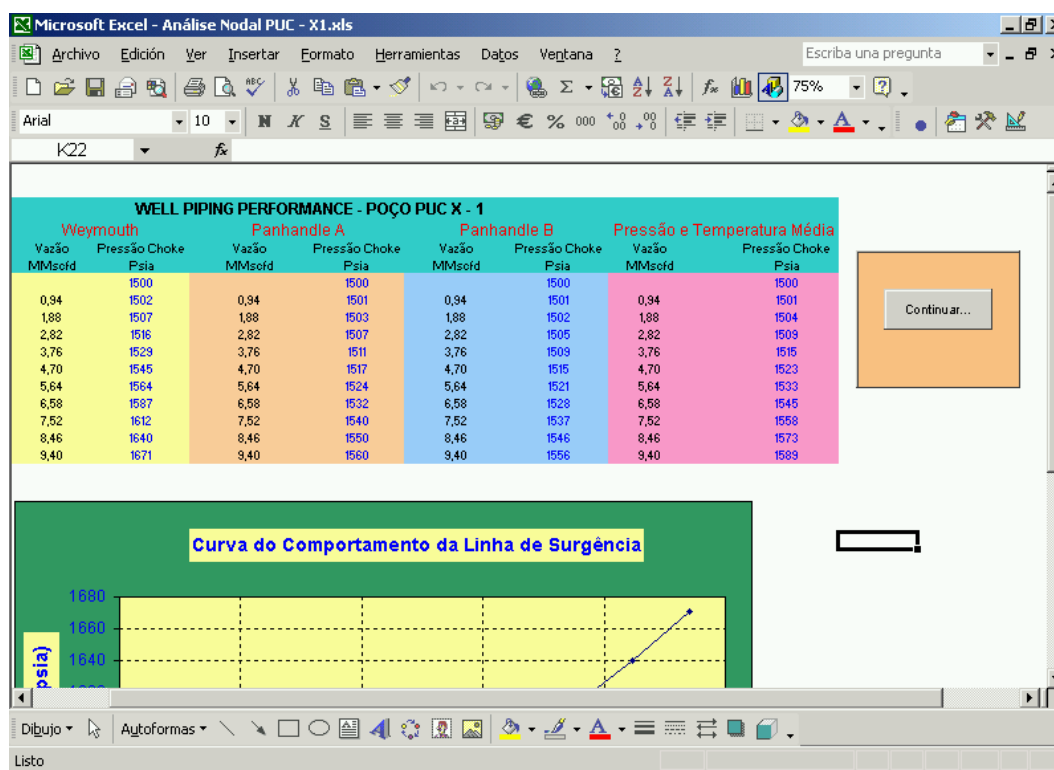 Microsoft Excel - Análise Nodal PUC - X1.xls
Archivo Edición Ver Insertar Formato Herramientas Datos Ventana ? Escriba una pregunta
75%
Arial 10 N K S € % 000
K22 fx
WELL PIPING PERFORMANCE - POÇO PUC X - 1
Weymouth Panhandle A Panhandle B Pressão e Temperatura Média
Vazão Pressão Choke Vazão Pressão Choke Vazão Pressão Choke Vazão Pressão Choke
MMscfd Psia MMscfd Psia MMscfd Psia MMscfd Psia
1500 1500 1500 1500
0,94 1502 0,94 1501 0,94 1501 0,94 1501
1,88 1507 1,88 1503 1,88 1502 1,88 1504
2,82 1516 2,82 1507 2,82 1505 2,82 1509
3,76 1529 3,76 1511 3,76 1509 3,76 1515
4,70 1545 4,70 1517 4,70 1515 4,70 1523
5,64 1564 5,64 1524 5,64 1521 5,64 1533
6,58 1587 6,58 1532 6,58 1528 6,58 1545
7,52 1612 7,52 1540 7,52 1537 7,52 1558
8,46 1640 8,46 1550 8,46 1546 8,46 1573
9,40 1671 9,40 1560 9,40 1556 9,40 1589
Continuar...
Curva do Comportamento da Linha de Surgência
1680
1660
1640
psia)
Dibujo Autoformas
Listo